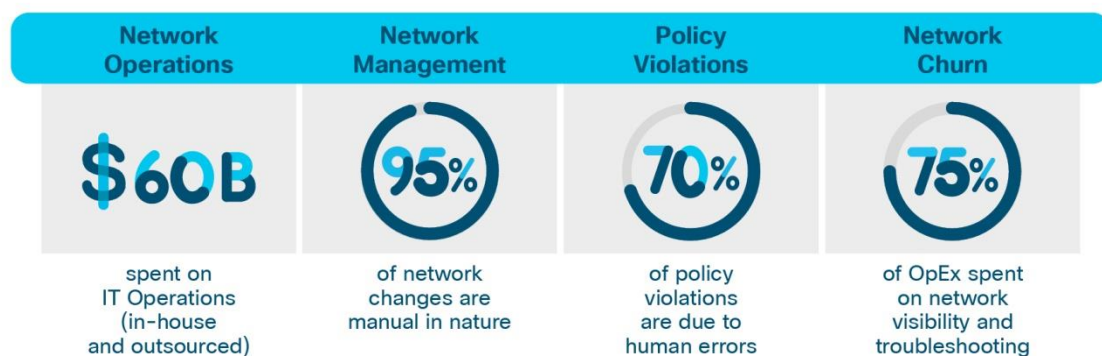 Network
Operations
Network
Management
Policy
Violations
Network
Churn
$60B
95%
70%
75%
spent on
IT Operations
(in-house
and outsourced)
of network
changes are
manual in nature
of policy
violations
are due to
human errors
of OpEx spent
on network
visibility and
troubleshooting